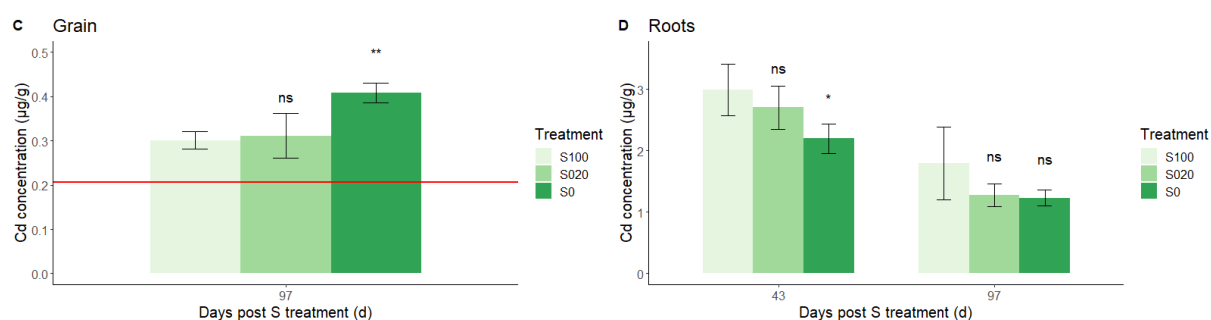 C Grain
Cd concentration (µg/g)
0.5
0.4
0.3
0.2
0.1
0.0
ns
**
97
Days post S treatment (d)
Treatment
S100
S020
S0
D Roots
Cd concentration (µg/g)
3
2
1
0
ns
*
ns
ns
43
97
Days post S treatment (d)
Treatment
S100
S020
S0